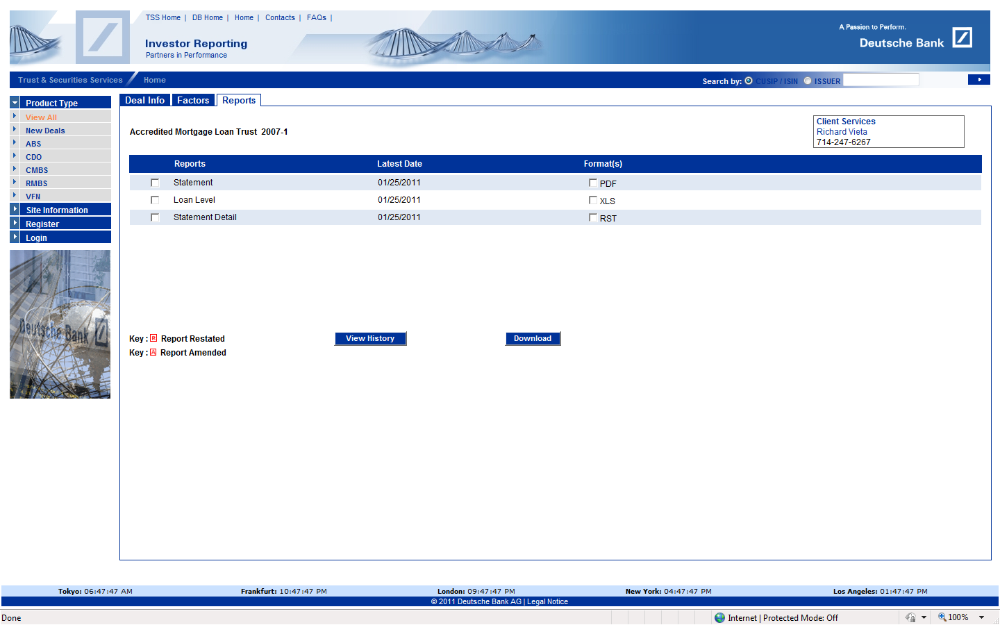 TSS Home | DB Home | Home | Contacts | FAQs |
A Passion to Perform.
Deutsche Bank
Investor Reporting
Partners in Performance
Trust & Securities Services Home Search by: CUSIP / ISIN ISSUER
Product Type
View All
New Deals
ABS
CDO
CMBS
RMBS
VFN
Site Information
Register
Login
Deutsche Bank
Deal Info Factors Reports
Accredited Mortgage Loan Trust 2007-1
Client Services
Richard Vieta
714-247-6267
Reports Latest Date Format(s)
Statement 01/25/2011 PDF
Loan Level 01/25/2011 XLS
Statement Detail 01/25/2011 RST
Key : R Report Restated View History Download
Key : A Report Amended
Tokyo: 06:47:47 AM Frankfurt: 10:47:47 PM London: 09:47:47 PM New York: 04:47:47 PM Los Angeles: 01:47:47 PM
© 2011 Deutsche Bank AG | Legal Notice
Done Internet | Protected Mode: Off 100%